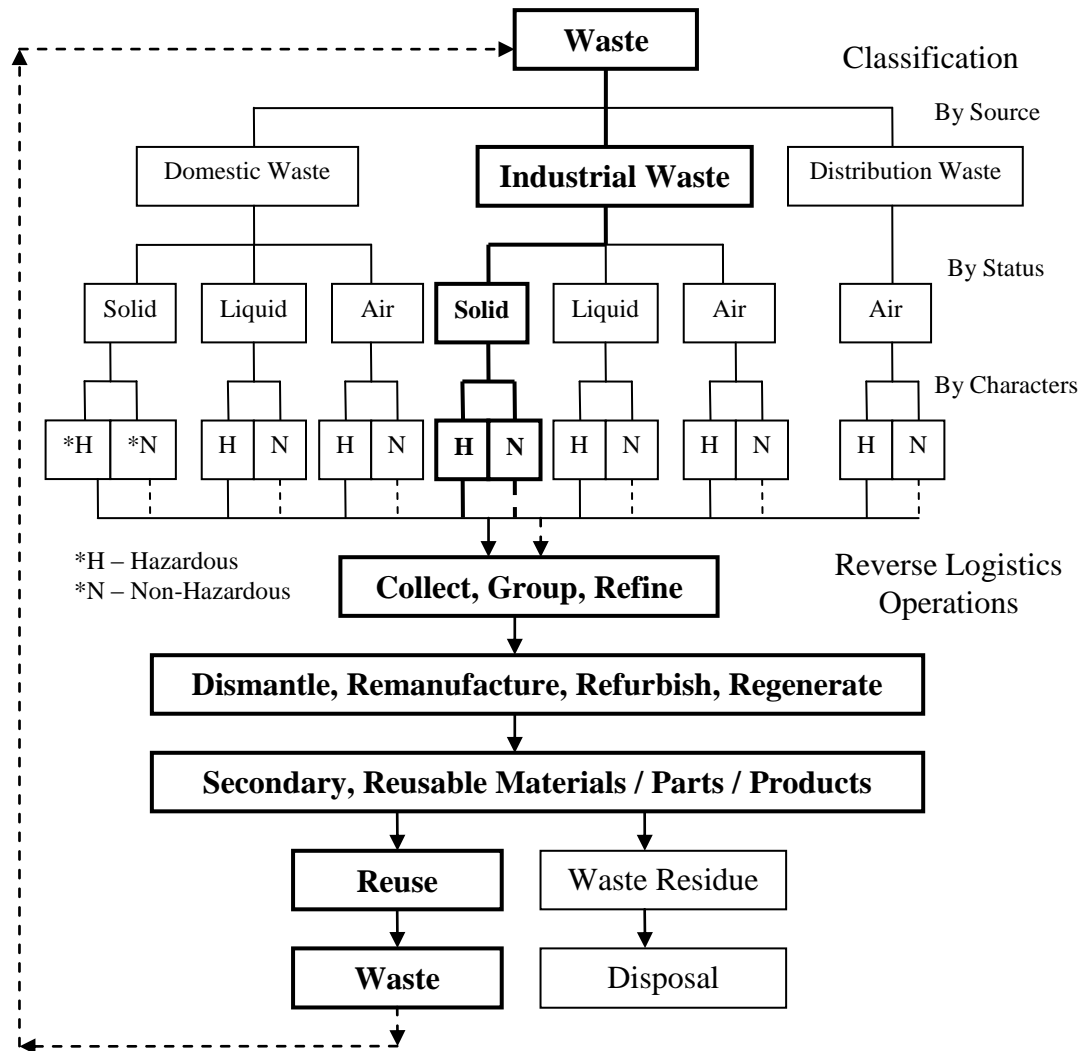 Waste
Classification
By Source
Domestic Waste
Industrial Waste
Distribution Waste
By Status
Solid
Liquid
Air
Solid
Liquid
Air
Air
By Characters
*H
*N
H
N
H
N
H
N
H
N
H
N
H
N
*H – Hazardous
*N – Non-Hazardous
Reverse Logistics
Operations
Collect, Group, Refine
Dismantle, Remanufacture, Refurbish, Regenerate
Secondary, Reusable Materials / Parts / Products
Reuse
Waste Residue
Waste
Disposal